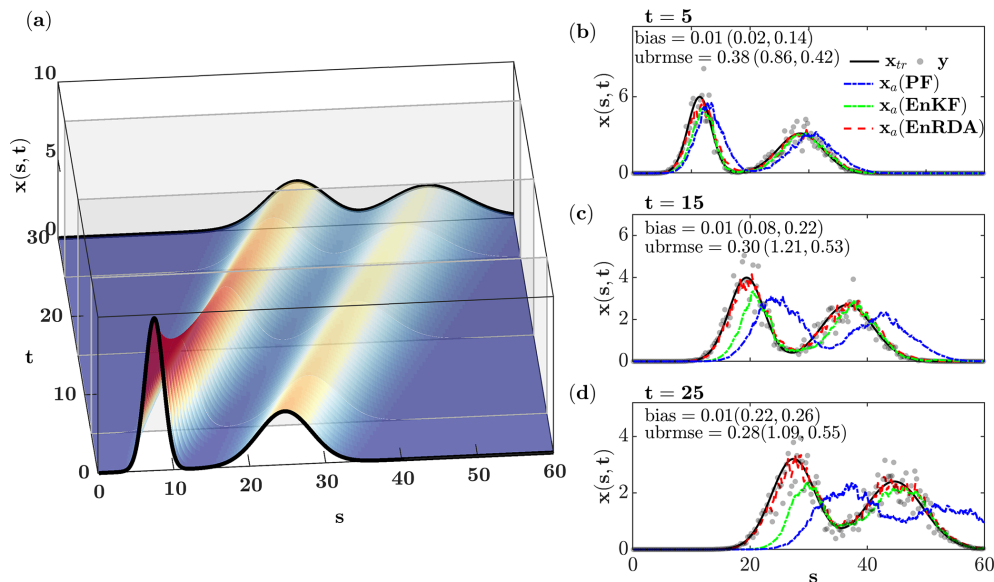 (a)
10
5
0
x(s, t)
30
20
10
0
t
0
10
20
30
40
50
60
s
(b)
t = 5
bias = 0.01 (0.02, 0.14)
ubrmse = 0.38 (0.86, 0.42)
x_tr y
x_a(PF)
x_a(EnKF)
x_a(EnRDA)
6
0
x(s, t)
(c)
t = 15
bias = 0.01 (0.08, 0.22)
ubrmse = 0.30 (1.21, 0.53)
6
4
2
0
x(s, t)
(d)
t = 25
bias = 0.01(0.22, 0.26)
ubrmse = 0.28(1.09, 0.55)
4
2
0
x(s, t)
20
40
60
s